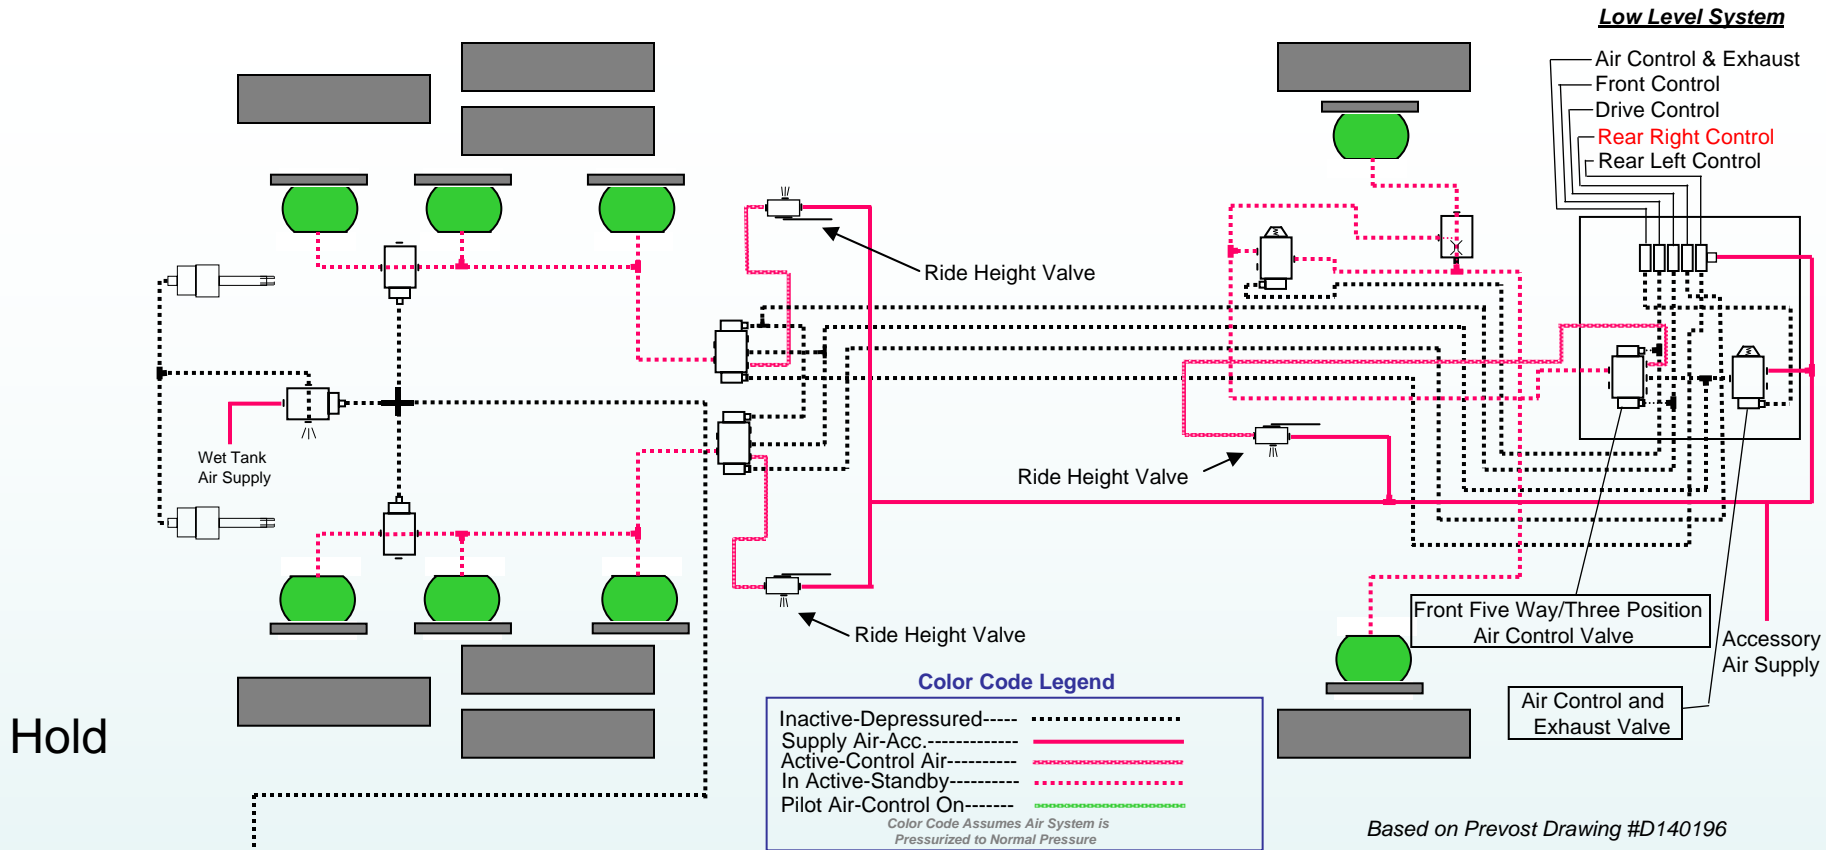 Low Level System
Air Control & Exhaust
Front Control
Drive Control
Rear Right Control
Rear Left Control
Ride Height Valve
Wet Tank
Air Supply
Ride Height Valve
Ride Height Valve
Front Five Way/Three Position
Air Control Valve
Accessory
Air Supply
Air Control and
Exhaust Valve
Hold
Color Code Legend
Inactive-Depressured-----
Supply Air-Acc.-------------
Active-Control Air----------
In Active-Standby----------
Pilot Air-Control On-------
Color Code Assumes Air System is
Pressurized to Normal Pressure
Based on Prevost Drawing #D140196